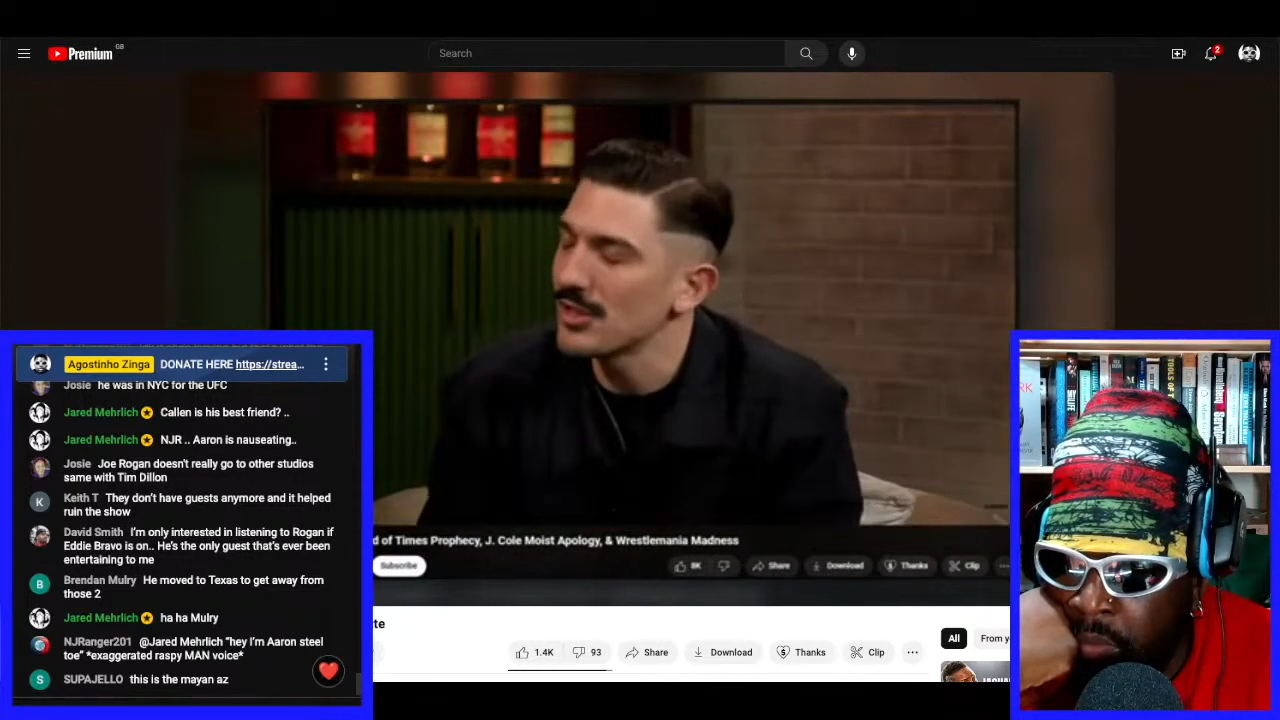 Premium GB
Search
2
Agostinho Zinga DONATE HERE https://strea...
Josie he was in NYC for the UFC
Jared Mehrlich Callen is his best friend? ..
Jared Mehrlich NJR .. Aaron is nauseating..
Josie Joe Rogan doesn't really go to other studios
same with Tim Dillon
K Keith T They don't have guests anymore and it helped
ruin the show
David Smith I'm only interested in listening to Rogan if
Eddie Bravo is on.. He's the only guest that's ever been
entertaining to me
B Brendan Mulry He moved to Texas to get away from
those 2
Jared Mehrlich ha ha Mulry
NJRanger201 @Jared Mehrlich "hey I'm Aaron steel
toe" *exaggerated raspy MAN voice*
S SUPAJELLO this is the mayan az
d of Times Prophecy, J. Cole Moist Apology, & Wrestlemania Madness
Subscribe
8K Share Download Thanks Clip ...
te
1.4K 93 Share Download Thanks Clip ...
All From y